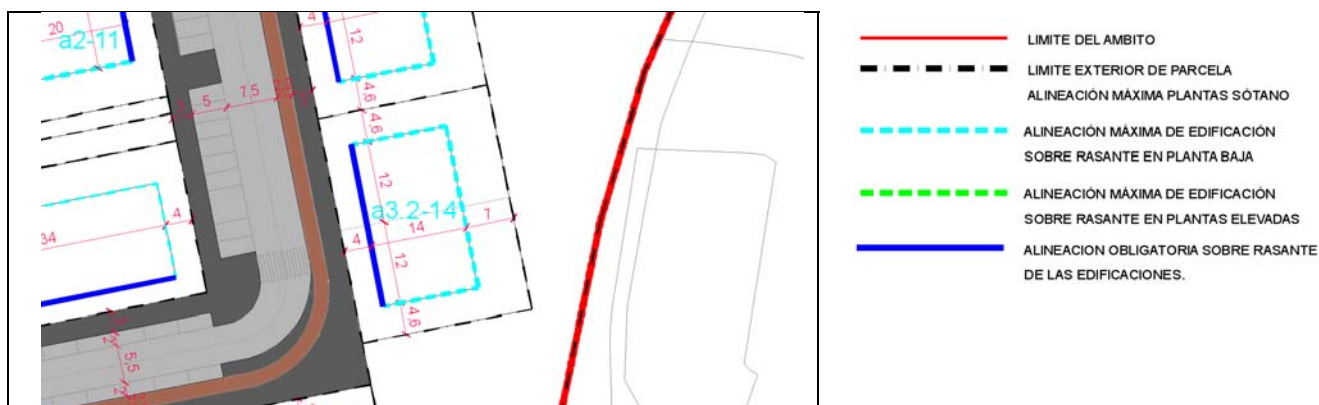 20
a2-11
4
12
5
7,5
4,6
4,6
12
a3.2-14
4
14
7
12
4,6
4
34
5,5
2
LIMITE DEL AMBITO
LIMITE EXTERIOR DE PARCELA
ALINEACIÓN MÁXIMA PLANTAS SÓTANO
ALINEACIÓN MÁXIMA DE EDIFICACIÓN
SOBRE RASANTE EN PLANTA BAJA
ALINEACIÓN MÁXIMA DE EDIFICACIÓN
SOBRE RASANTE EN PLANTAS ELEVADAS
ALINEACION OBLIGATORIA SOBRE RASANTE
DE LAS EDIFICACIONES.